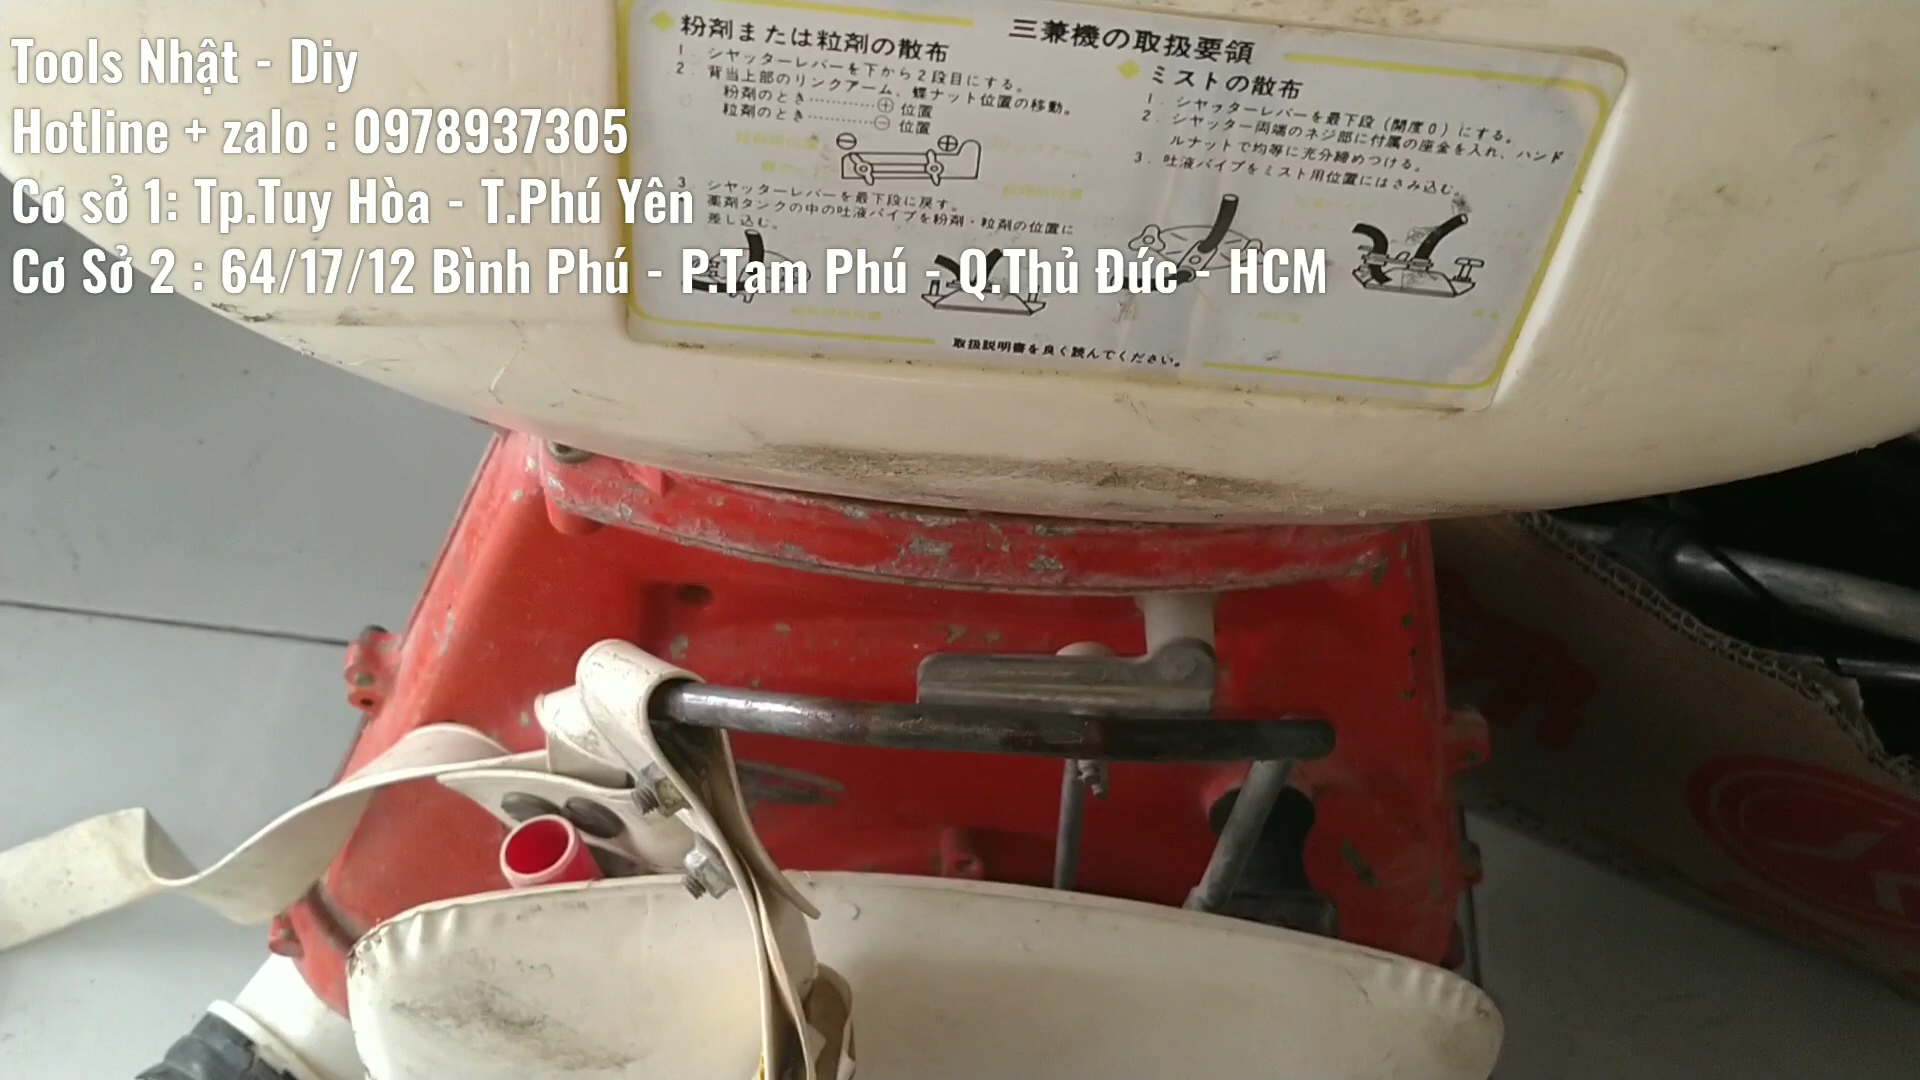 Tools Nhật - Diy
Hotline + zalo : 0978937305
Cơ sở 1: Tp.Tuy Hòa - T.Phú Yên
Cơ Sở 2 : 64/17/12 Bình Phú - P.Tam Phú - Q.Thủ Đức - HCM
三兼機の取扱要領
粉剤または粒剤の散布
1. シヤッターレバーを下から2段目にする。
2. 背当上部のリンクアーム、蝶ナット位置の移動。
粉剤のとき…………⊕ 位置
粒剤のとき…………⊖ 位置
⊖ ⊕
3. シヤッターレバーを最下段に戻す。
薬剤タンクの中の吐液パイプを粉剤・粒剤の位置に
差し込む。
ミストの散布
1. シヤッターレバーを最下段(開度0)にする。
2. シヤッター両端のネジ部に付属の座金を入れ、ハンド
ルナットで均等に充分締めつける。
3. 吐液パイプをミスト用位置にはさみ込む。
取扱説明書を良く読んでください。